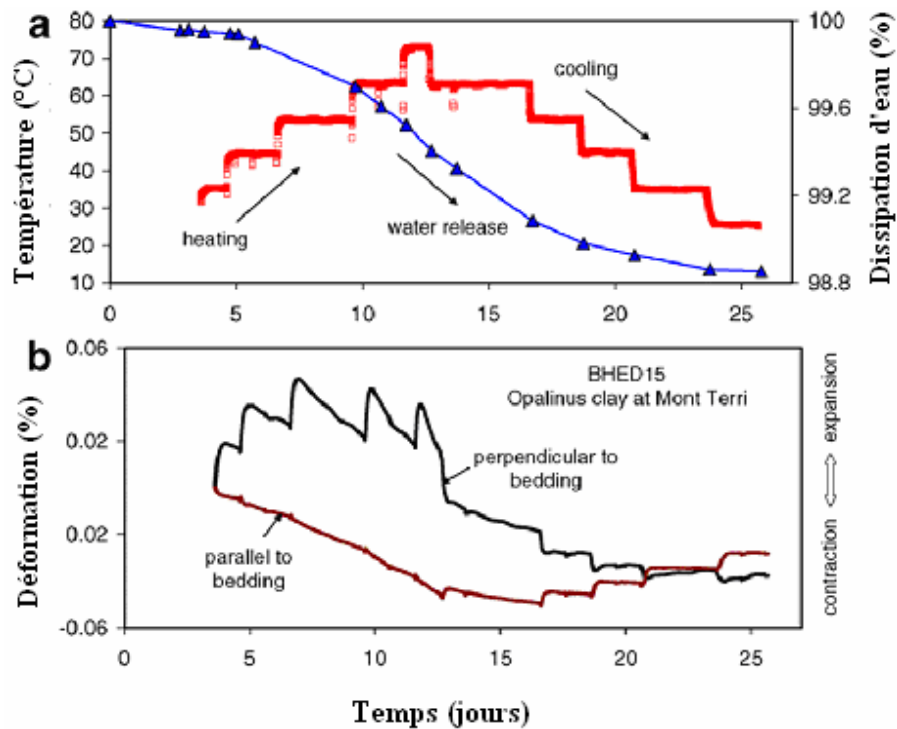 a
80
70
60
50
40
30
20
10
Température (°C)
heating
cooling
water release
100
99.6
99.2
98.8
Dissipation d'eau (%)
0 5 10 15 20 25
b
0.06
0.02
0.02
-0.06
Déformation (%)
BHED15
Opalinus clay at Mont Terri
perpendicular to
bedding
parallel to
bedding
contraction
expansion
0 5 10 15 20 25
Temps (jours)